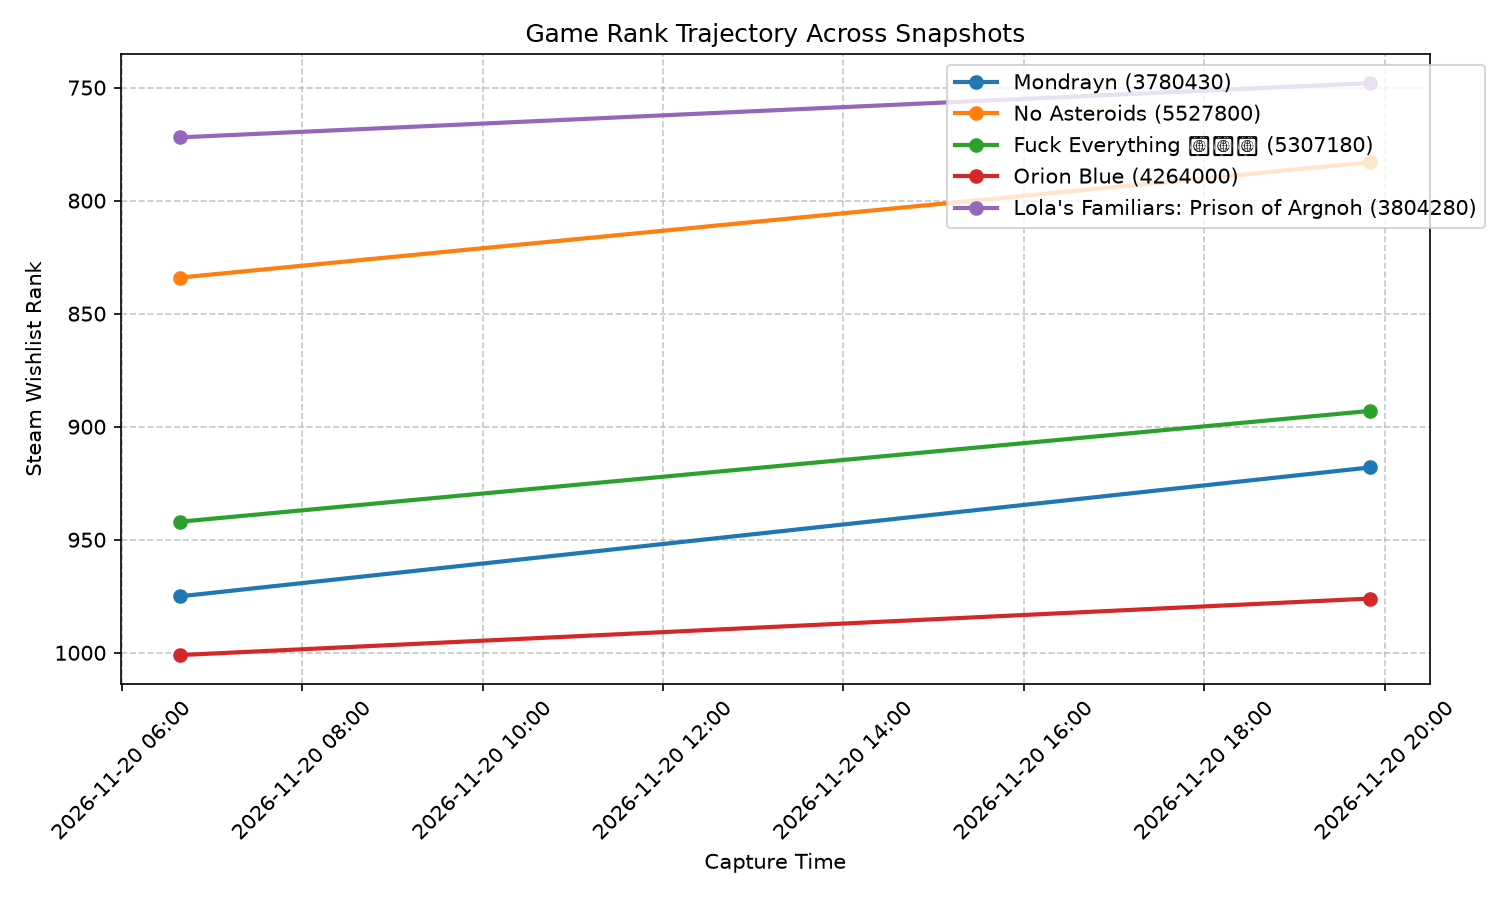 Game Rank Trajectory Across Snapshots
Mondrayn (3780430)
No Asteroids (5527800)
Fuck Everything (5307180)
Orion Blue (4264000)
Lola's Familiars: Prison of Argnoh (3804280)
Steam Wishlist Rank
750
800
850
900
950
1000
2026-11-20 06:00
2026-11-20 08:00
2026-11-20 10:00
2026-11-20 12:00
2026-11-20 14:00
2026-11-20 16:00
2026-11-20 18:00
2026-11-20 20:00
Capture Time